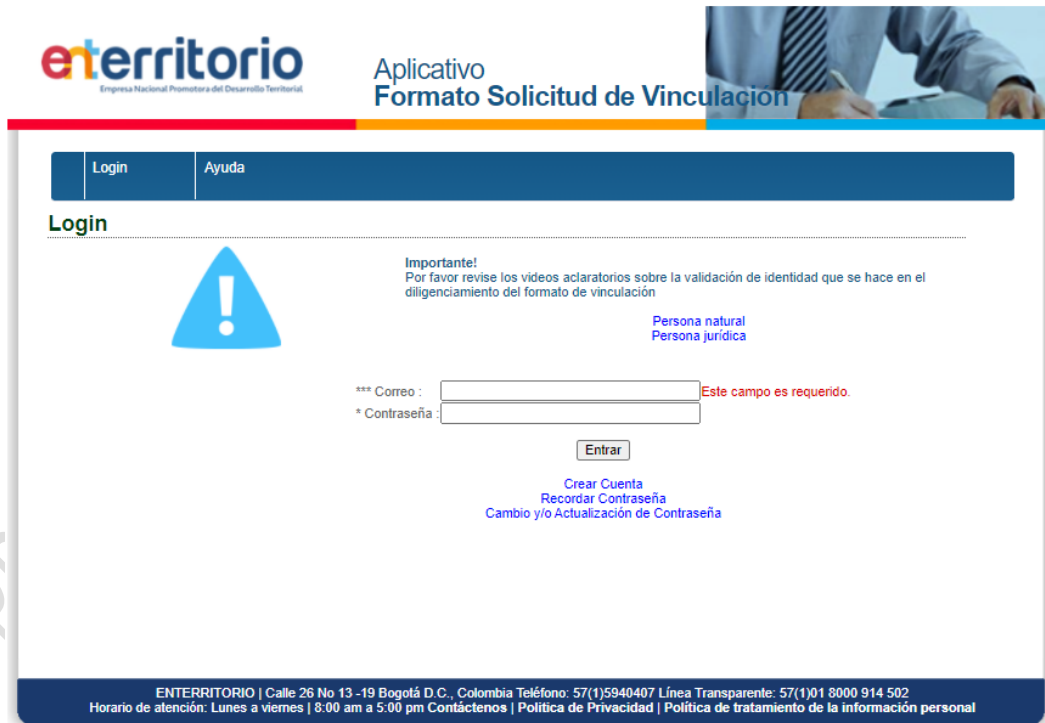 enterritorio
Empresa Nacional Promotora del Desarrollo Territorial
Aplicativo
Formato Solicitud de Vinculación
Login
Ayuda
Login
Importante!
Por favor revise los videos aclaratorios sobre la validación de identidad que se hace en el
diligenciamiento del formato de vinculación
Persona natural
Persona jurídica
*** Correo : Este campo es requerido.
* Contraseña :
Entrar
Crear Cuenta
Recordar Contraseña
Cambio y/o Actualización de Contraseña
ENTERRITORIO | Calle 26 No 13 -19 Bogotá D.C., Colombia Teléfono: 57(1)5940407 Línea Transparente: 57(1)01 8000 914 502
Horario de atención: Lunes a viernes | 8:00 am a 5:00 pm Contáctenos | Politica de Privacidad | Política de tratamiento de la información personal